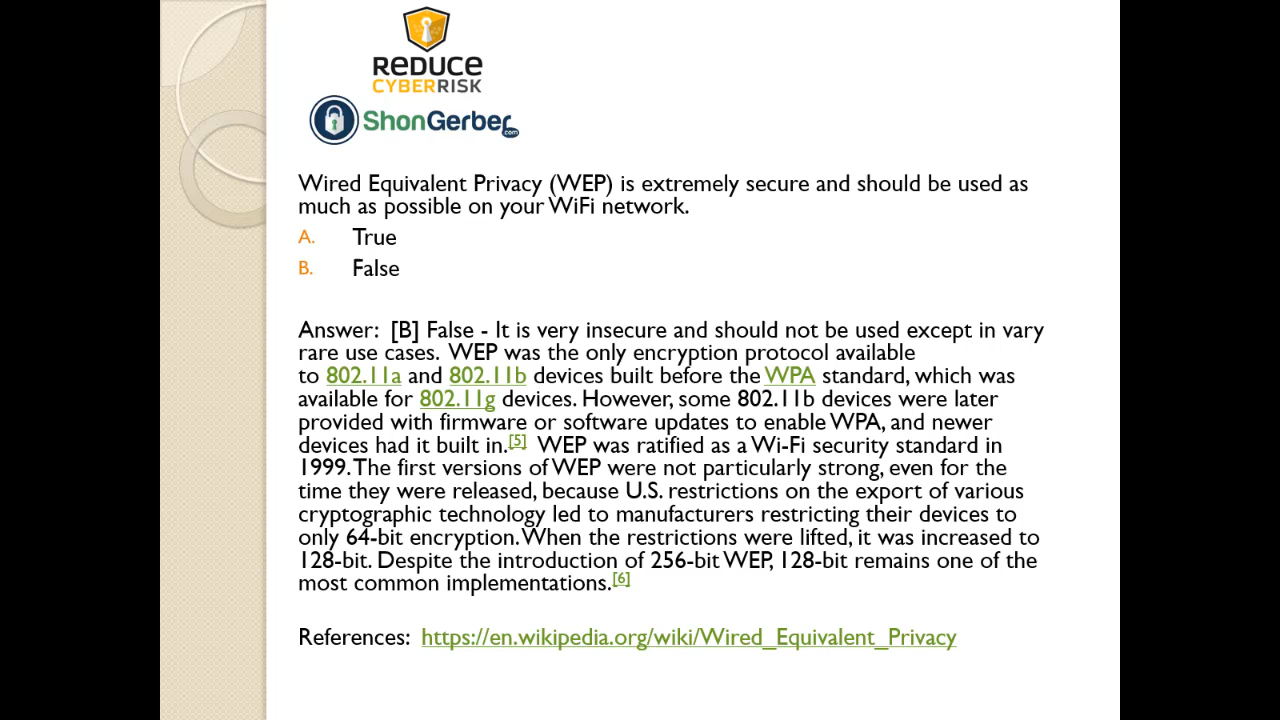 REDUCE
CYBERRISK
ShonGerber.com
Wired Equivalent Privacy (WEP) is extremely secure and should be used as
much as possible on your WiFi network.
A. True
B. False
Answer: [B] False - It is very insecure and should not be used except in vary
rare use cases. WEP was the only encryption protocol available
to 802.11a and 802.11b devices built before the WPA standard, which was
available for 802.11g devices. However, some 802.11b devices were later
provided with firmware or software updates to enable WPA, and newer
devices had it built in.[5] WEP was ratified as a Wi-Fi security standard in
1999. The first versions of WEP were not particularly strong, even for the
time they were released, because U.S. restrictions on the export of various
cryptographic technology led to manufacturers restricting their devices to
only 64-bit encryption. When the restrictions were lifted, it was increased to
128-bit. Despite the introduction of 256-bit WEP, 128-bit remains one of the
most common implementations.[6]
References: https://en.wikipedia.org/wiki/Wired_Equivalent_Privacy